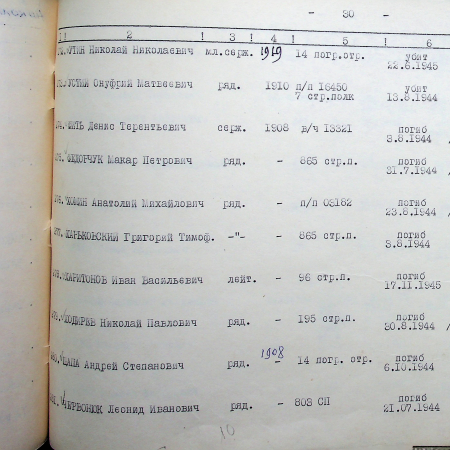 - 30 -
1! 2 ! 3 ! 4 ! 5 ! 6
Николай Николаевич мл.серж. 1919 14 погр.отр. убит
22.8.1945
Онуфрий Матвеевич ряд. 1910 п/п 16450 убит
7 стр.полк 13.8.1944
Денис Терентьевич серж. 1908 в/ч 13321 погиб
3.8.1944
Макар Петрович ряд. - 865 стр.п. погиб
31.7.1944
Анатолий Михайлович ряд. - п/п 03182 погиб
23.8.1944
Григорий Тимоф. -"- - 865 стр.п. погиб
3.8.1944
ХАРИТОНОВ Иван Васильевич лейт. - 96 стр.п. погиб
17.11.1945
Николай Павлович ряд. - 195 стр.п. погиб
30.8.1944
Андрей Степанович ряд. 1908 - 14 погр. отр. погиб
6.10.1944
Леонид Иванович ряд. - 803 СП погиб
21.07.1944
10